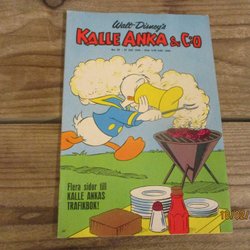 Walt Disney's
KALLE ANKA & C:O
Flera sidor till
KALLE ANKAS
TRAFIKBOK!